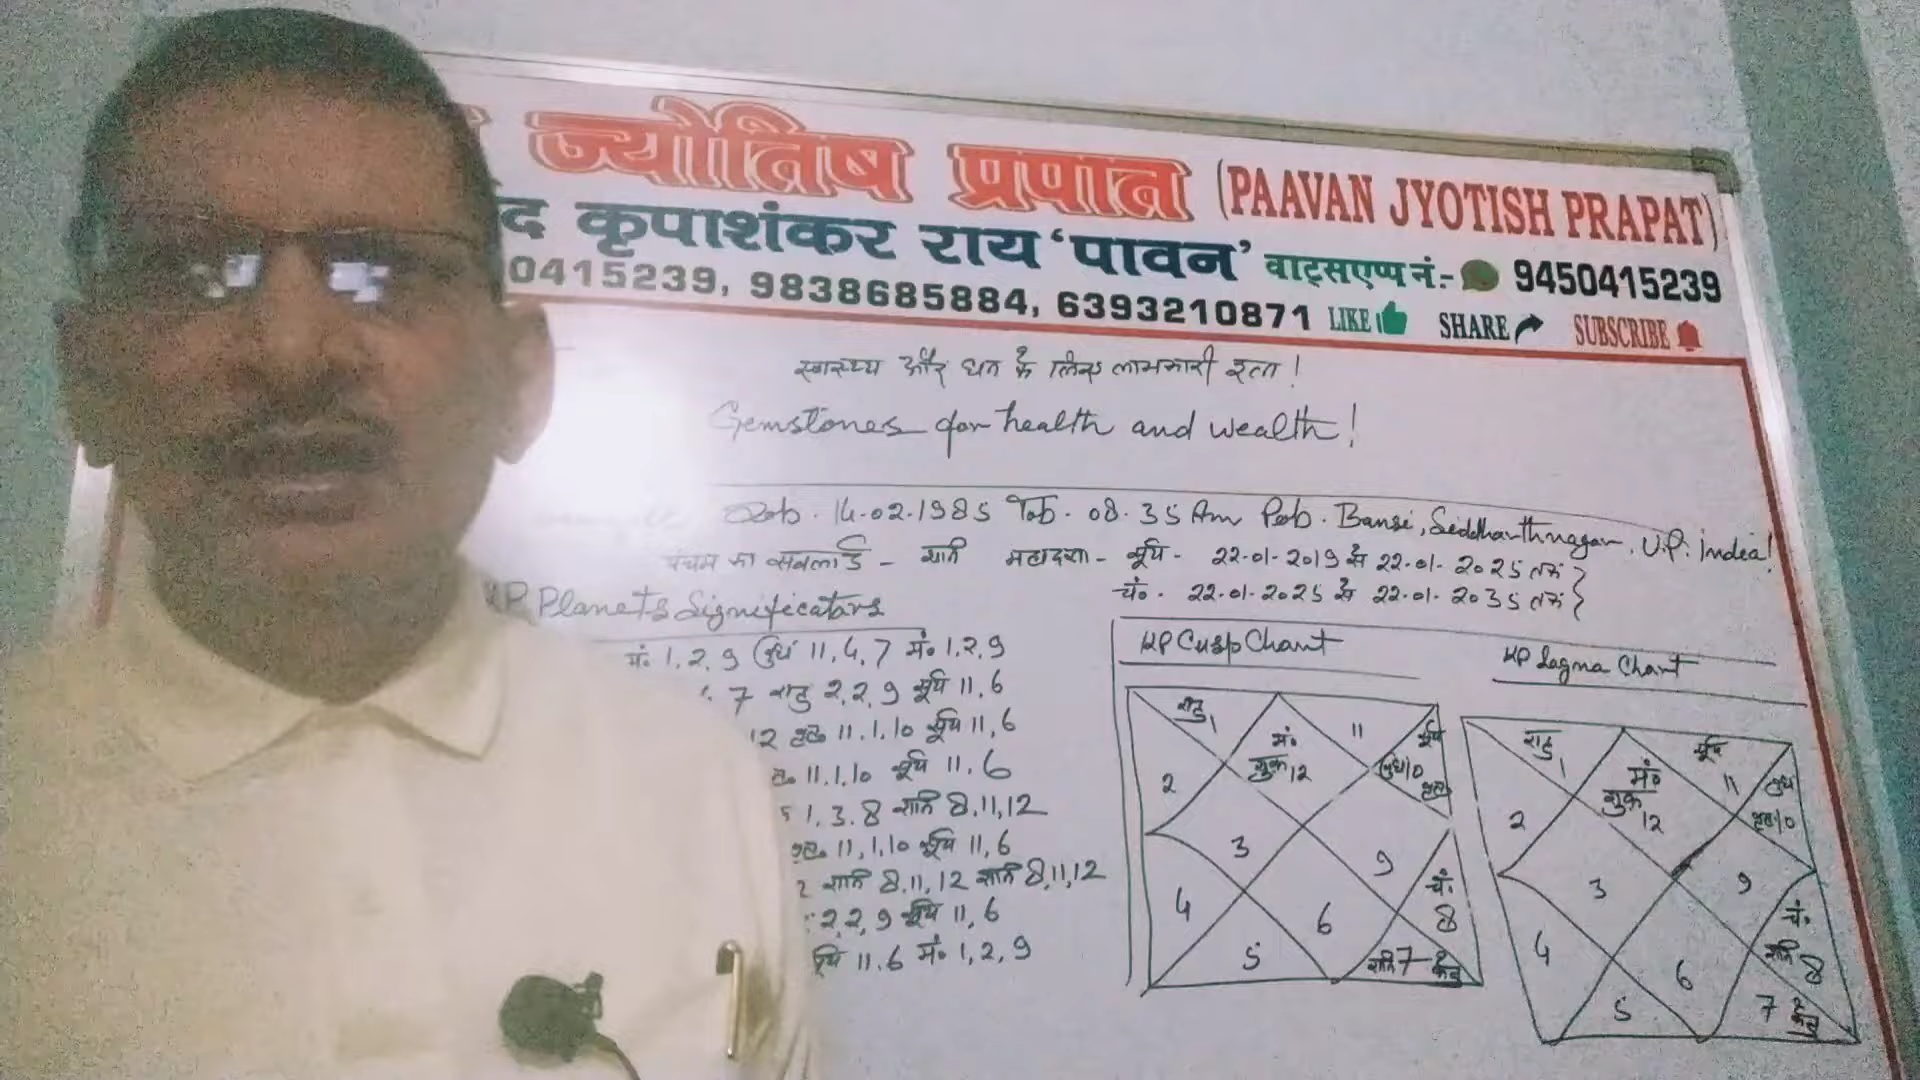 ज्योतिष प्रपात (PAAVAN JYOTISH PRAPAT)
कृपाशंकर राय 'पावन' वाट्सएप्प नं:- 9450415239
0415239, 9838685884, 6393210871 LIKE SHARE SUBSCRIBE
स्वास्थ्य और धन के लिए लाभकारी रत्न!
Gemstones for health and wealth!
Dob. 14.02.1985 Tob. 08.35 Am Pob. Bansi, Siddharthnagar, U.P. India!
पंचम का सबलार्ड - शनि महादशा - सूर्य - 22-01-2019 से 22-01-2025 तक }
चं. 22-01-2025 से 22-01-2035 तक }
KP Planets Significators
मं. 1,2,9 बुध 11,4,7 मं. 1,2,9
7 राहु 2,2,9 सूर्य 11,6
12 बृह. 11.1.10 सूर्य 11,6
बृ. 11.1.10 सूर्य 11.6
1.3.8 शनि 8,11,12
बृह. 11,1,10 सूर्य 11,6
2 शनि 8,11,12 शनि 8,11,12
2,2,9 सूर्य 11,6
सूर्य 11.6 मं. 1,2,9
KP Cusp Chart
राहु 1
मं. शुक्र 12
11
सूर्य बुध 10 बृह.
2
3
9
चं. 8
4
6
5
शनि 7 केतु
KP Lagna Chart
राहु 1
मं. शुक्र 12
सूर्य 11
बुध बृह. 10
2
3
9
चं. शनि 8
4
6
5
7 केतु